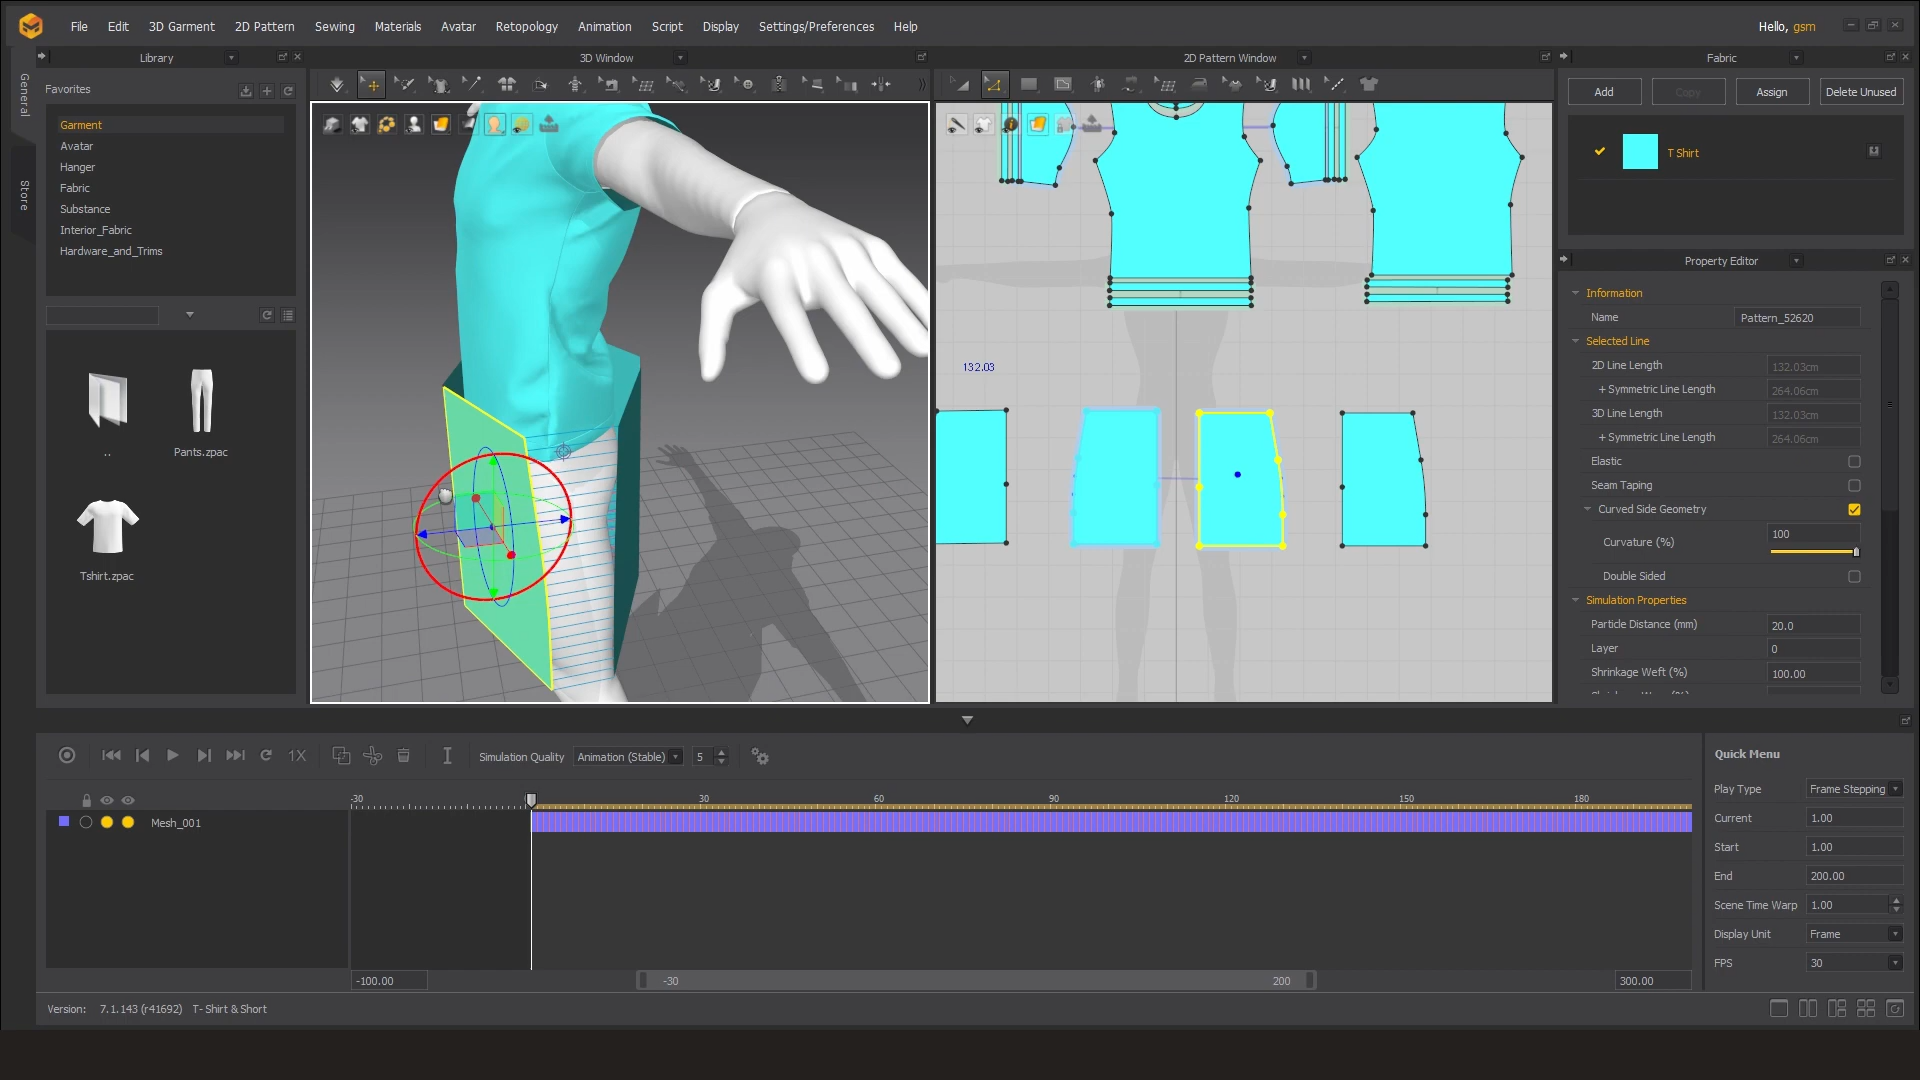 File Edit 3D Garment 2D Pattern Sewing Materials Avatar Retopology Animation Script Display Settings/Preferences Help
Hello, gsm
Library
3D Window
2D Pattern Window
Fabric
General
Store
Favorites
Garment
Avatar
Hanger
Fabric
Substance
Interior_Fabric
Hardware_and_Trims
..
Pants.zpac
Tshirt.zpac
132.03
Add Copy Assign Delete Unused
T Shirt
Property Editor
Information
Name Pattern_52620
Selected Line
2D Line Length 132.03cm
+ Symmetric Line Length 264.06cm
3D Line Length 132.03cm
+ Symmetric Line Length 264.06cm
Elastic
Seam Taping
Curved Side Geometry
Curvature (%) 100
Double Sided
Simulation Properties
Particle Distance (mm) 20.0
Layer 0
Shrinkage Weft (%) 100.00
1X
Simulation Quality Animation (Stable) 5
-30 30 60 90 120 150 180
Mesh_001
-100.00 -30 200 300.00
Quick Menu
Play Type Frame Stepping
Current 1.00
Start 1.00
End 200.00
Scene Time Warp 1.00
Display Unit Frame
FPS 30
Version: 7.1.143 (r41692) T- Shirt & Short